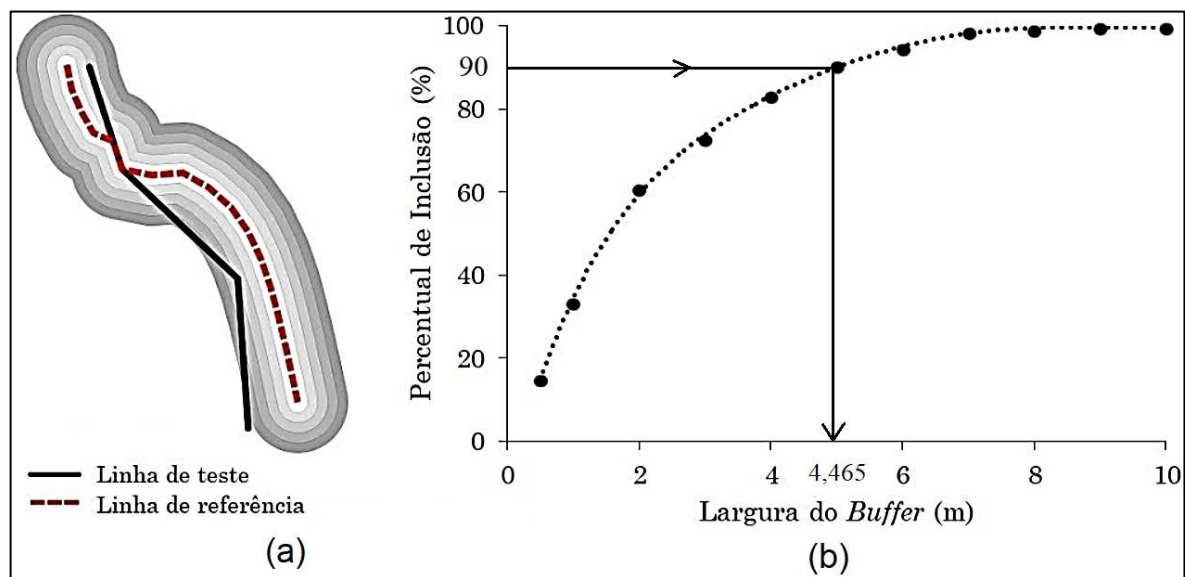 Linha de teste
Linha de referência
(a)
Percentual de Inclusão (%)
100
90
80
60
40
20
0
0
2
4
4,465
6
8
10
Largura do Buffer (m)
(b)